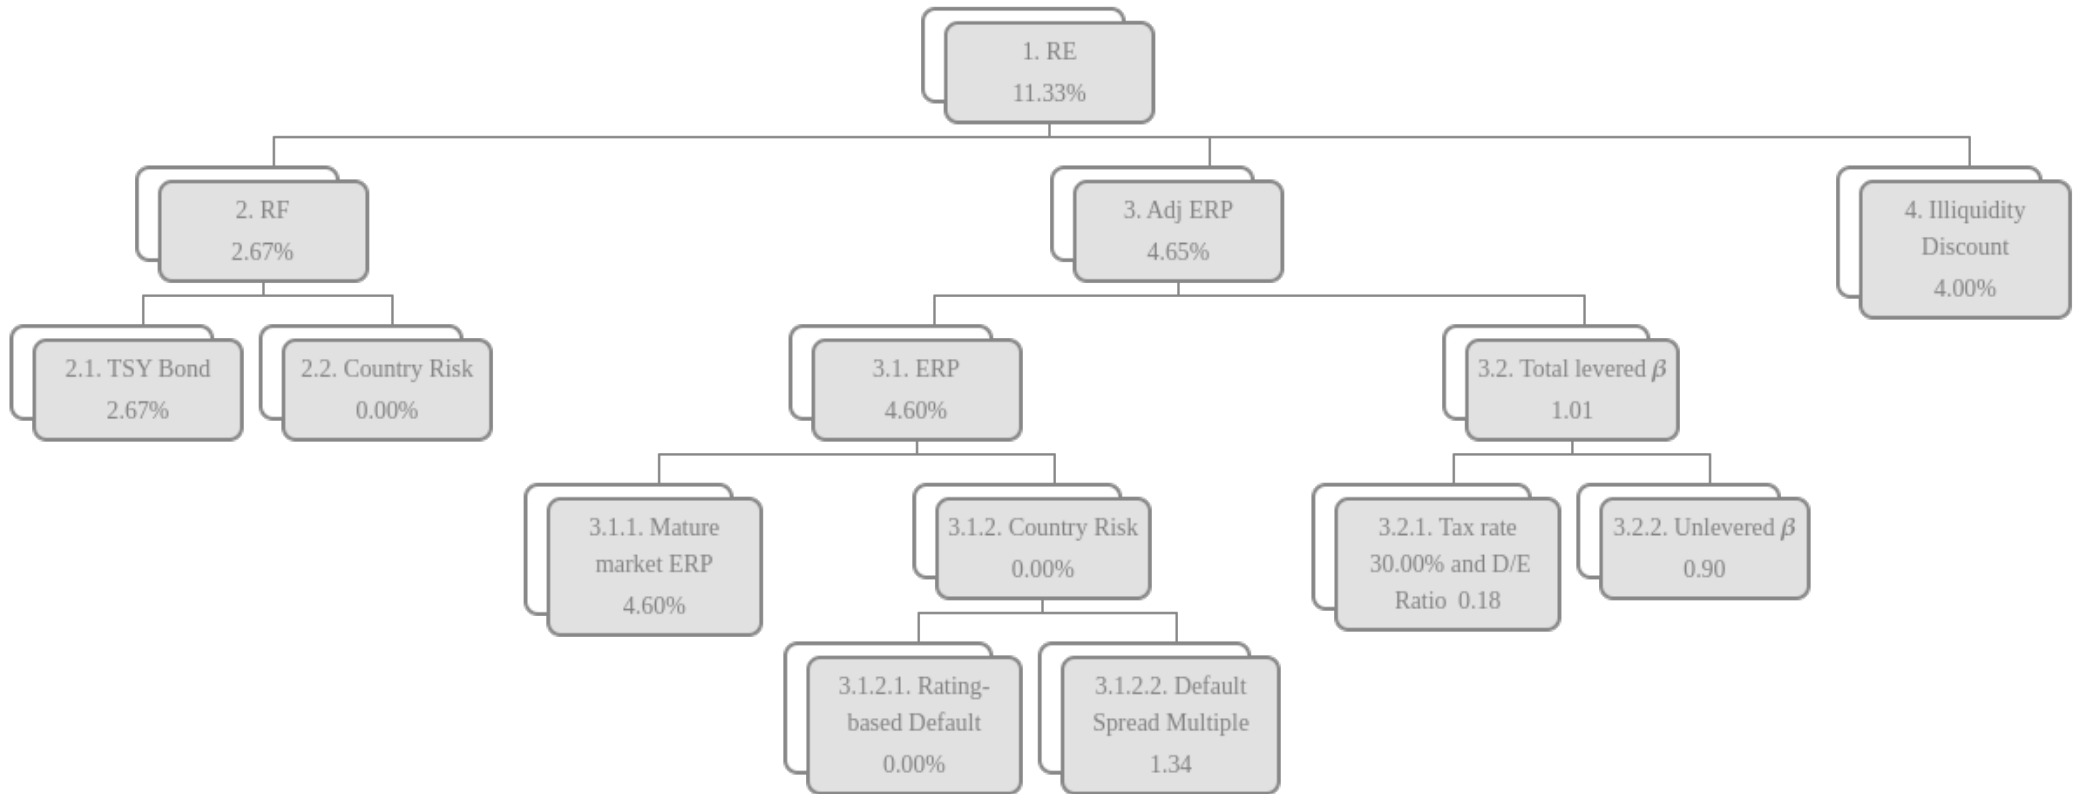 1. RE
11.33%
2. RF
2.67%
3. Adj ERP
4.65%
4. Illiquidity
Discount
4.00%
2.1. TSY Bond
2.67%
2.2. Country Risk
0.00%
3.1. ERP
4.60%
3.2. Total levered β
1.01
3.1.1. Mature
market ERP
4.60%
3.1.2. Country Risk
0.00%
3.2.1. Tax rate
30.00% and D/E
Ratio 0.18
3.2.2. Unlevered β
0.90
3.1.2.1. Rating-
based Default
0.00%
3.1.2.2. Default
Spread Multiple
1.34